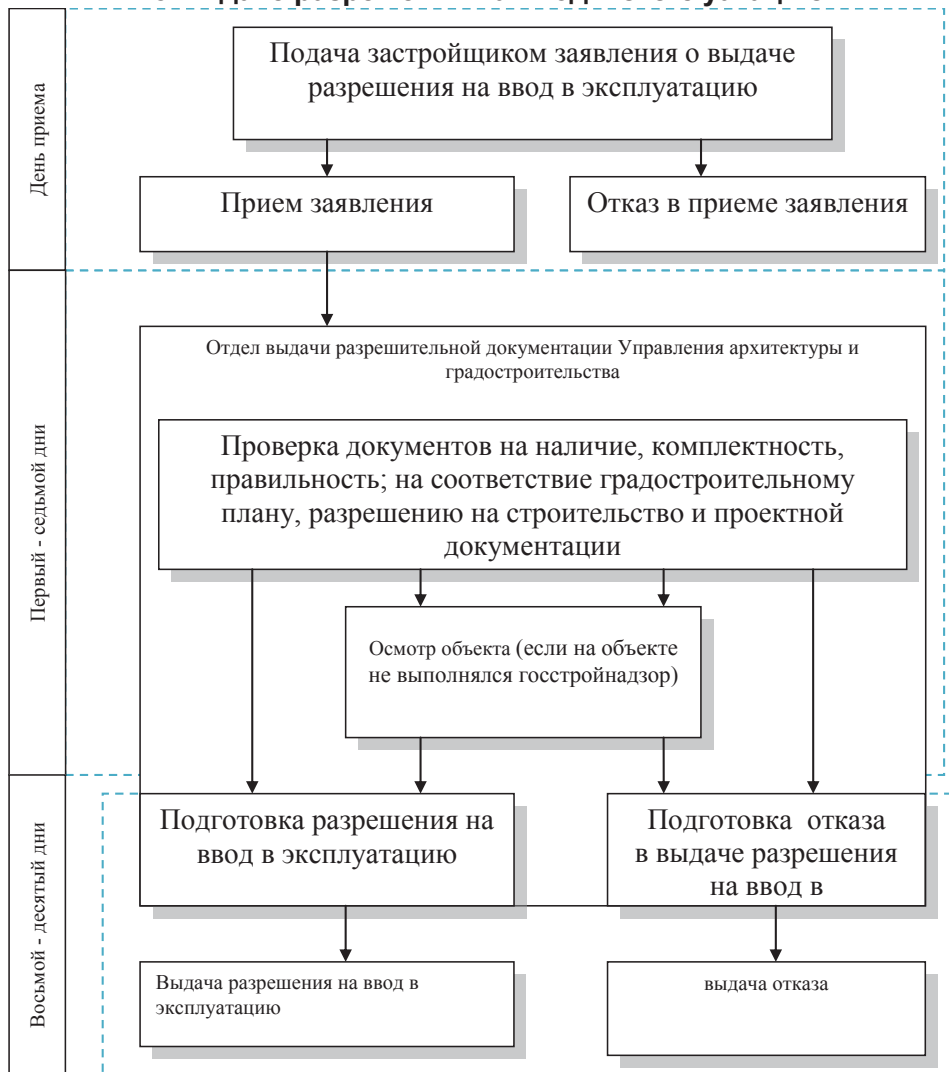 День приема
Подача застройщиком заявления о выдаче
разрешения на ввод в эксплуатацию
Прием заявления
Отказ в приеме заявления
Первый - седьмой дни
Отдел выдачи разрешительной документации Управления архитектуры и
градостроительства
Проверка документов на наличие, комплектность,
правильность; на соответствие градостроительному
плану, разрешению на строительство и проектной
документации
Осмотр объекта (если на объекте
не выполнялся госстройнадзор)
Восьмой - десятый дни
Подготовка разрешения на
ввод в эксплуатацию
Подготовка отказа
в выдаче разрешения
на ввод в
Выдача разрешения на ввод в
эксплуатацию
выдача отказа